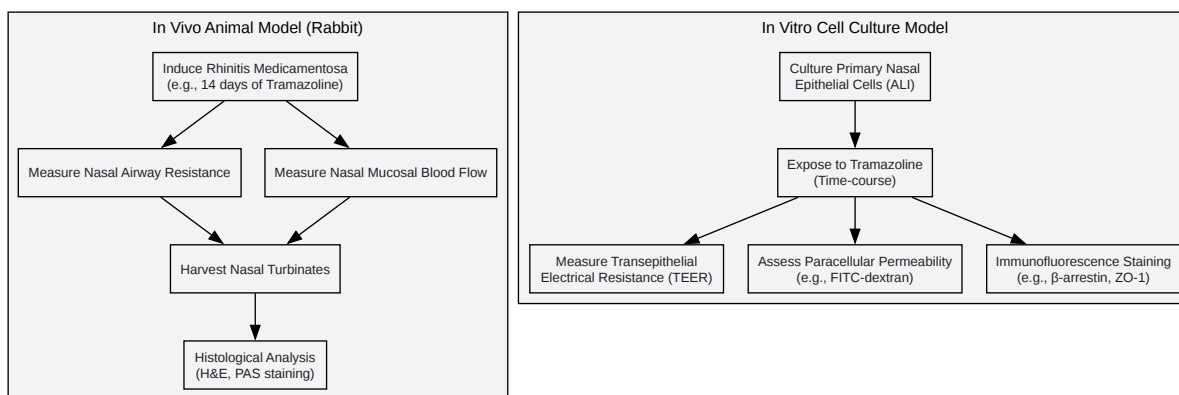 In Vivo Animal Model (Rabbit)
Induce Rhinitis Medicamentosa
(e.g., 14 days of Tramazoline)
Measure Nasal Airway Resistance
Measure Nasal Mucosal Blood Flow
Harvest Nasal Turbinates
Histological Analysis
(H&E, PAS staining)
In Vitro Cell Culture Model
Culture Primary Nasal
Epithelial Cells (ALI)
Expose to Tramazoline
(Time-course)
Measure Transepithelial
Electrical Resistance (TEER)
Assess Paracellular Permeability
(e.g., FITC-dextran)
Immunofluorescence Staining
(e.g., β-arrestin, ZO-1)